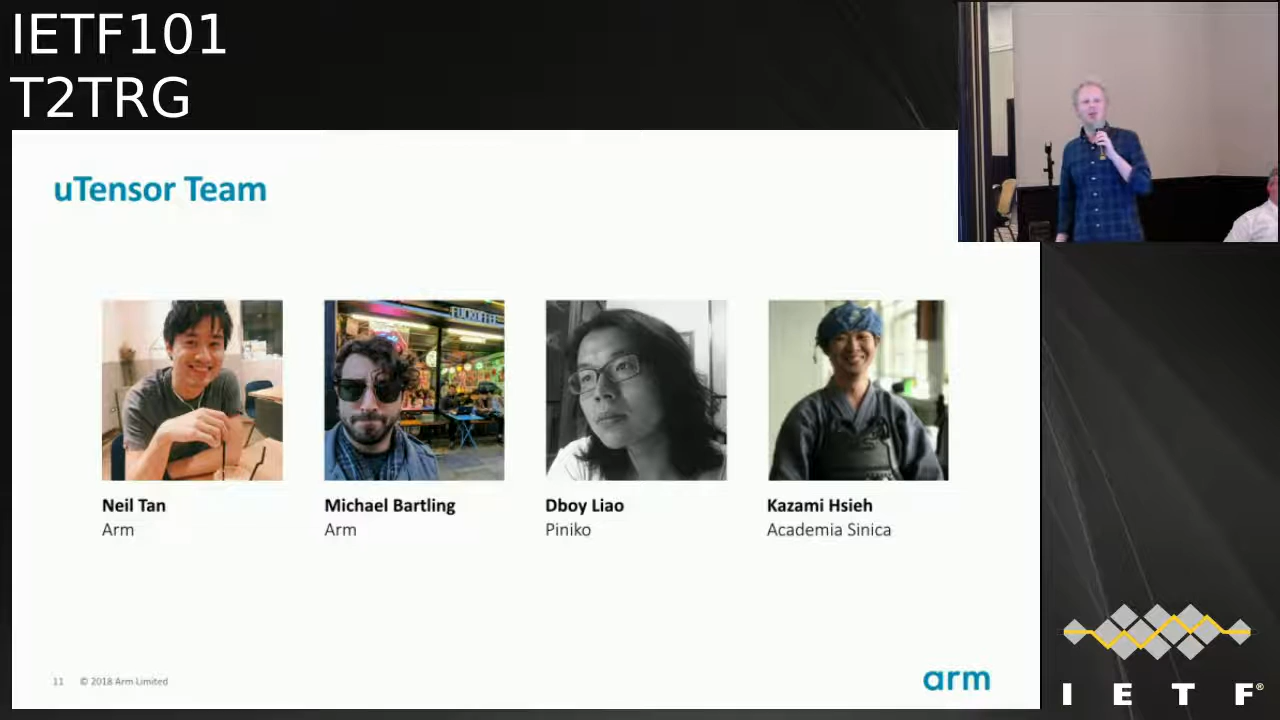 IETF101
T2TRG
uTensor Team
Neil Tan
Arm
Michael Bartling
Arm
Dboy Liao
Piniko
Kazami Hsieh
Academia Sinica
11 © 2018 Arm Limited
arm
I E T F®